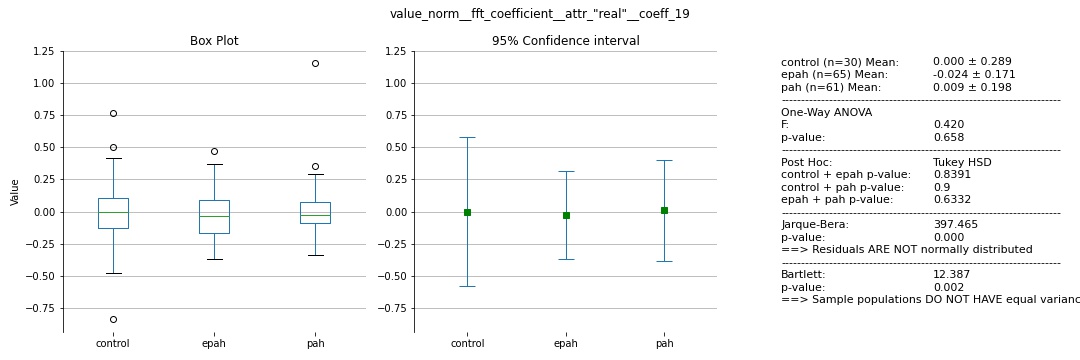 value_norm__fft_coefficient__attr_"real"__coeff_19
Box Plot
1.25
1.00
0.75
0.50
0.25
0.00
−0.25
−0.50
−0.75
Value
control
epah
pah
95% Confidence interval
1.25
1.00
0.75
0.50
0.25
0.00
−0.25
−0.50
−0.75
control
epah
pah
control (n=30) Mean: 0.000 ± 0.289
epah (n=65) Mean: -0.024 ± 0.171
pah (n=61) Mean: 0.009 ± 0.198
One-Way ANOVA
F: 0.420
p-value: 0.658
Post Hoc: Tukey HSD
control + epah p-value: 0.8391
control + pah p-value: 0.9
epah + pah p-value: 0.6332
Jarque-Bera: 397.465
p-value: 0.000
==> Residuals ARE NOT normally distributed
Bartlett: 12.387
p-value: 0.002
==> Sample populations DO NOT HAVE equal varianc